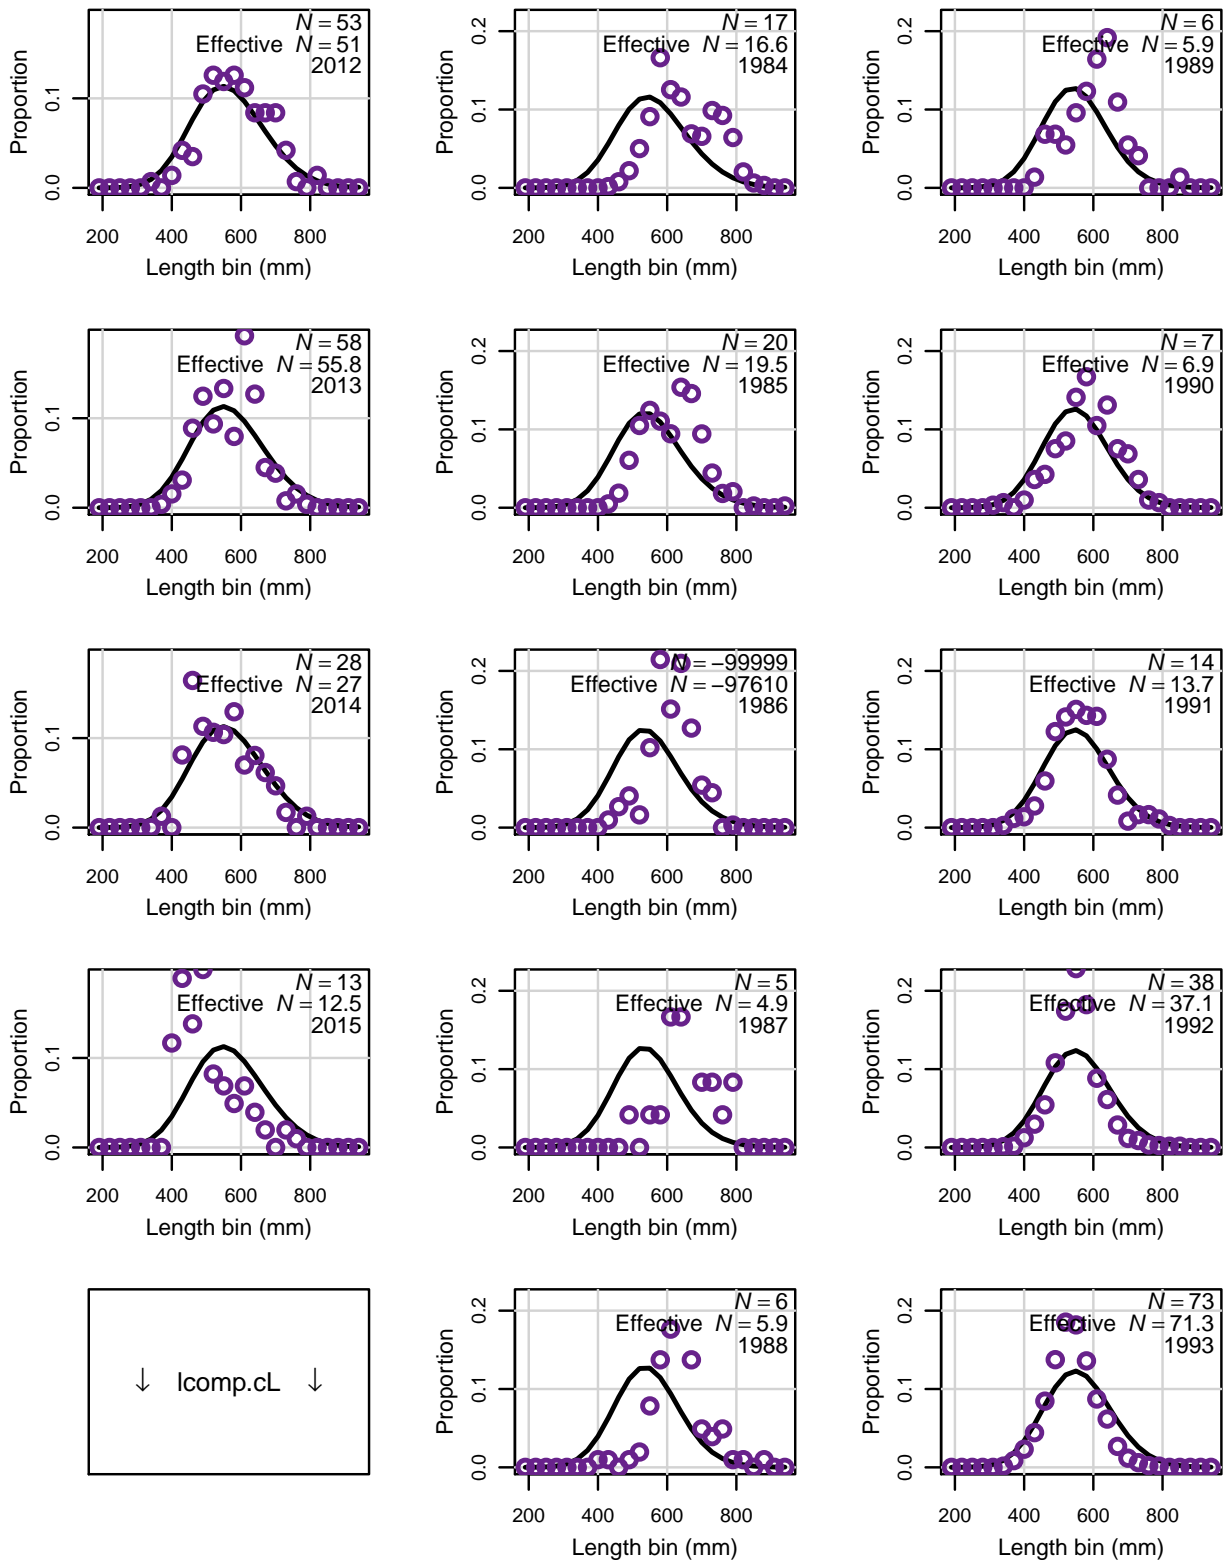 N = 53
Effective N = 51
2012
Proportion
0.1
0.0
200 400 600 800
Length bin (mm)
N = 17
Effective N = 16.6
1984
Proportion
0.2
0.1
0.0
200 400 600 800
Length bin (mm)
N = 6
Effective N = 5.9
1989
Proportion
0.2
0.1
0.0
200 400 600 800
Length bin (mm)
N = 58
Effective N = 55.8
2013
Proportion
0.1
0.0
200 400 600 800
Length bin (mm)
N = 20
Effective N = 19.5
1985
Proportion
0.2
0.1
0.0
200 400 600 800
Length bin (mm)
N = 7
Effective N = 6.9
1990
Proportion
0.2
0.1
0.0
200 400 600 800
Length bin (mm)
N = 28
Effective N = 27
2014
Proportion
0.1
0.0
200 400 600 800
Length bin (mm)
N = −99999
Effective N = −97610
1986
Proportion
0.2
0.1
0.0
200 400 600 800
Length bin (mm)
N = 14
Effective N = 13.7
1991
Proportion
0.2
0.1
0.0
200 400 600 800
Length bin (mm)
N = 13
Effective N = 12.5
2015
Proportion
0.1
0.0
200 400 600 800
Length bin (mm)
N = 5
Effective N = 4.9
1987
Proportion
0.2
0.1
0.0
200 400 600 800
Length bin (mm)
N = 38
Effective N = 37.1
1992
Proportion
0.2
0.1
0.0
200 400 600 800
Length bin (mm)
↓ lcomp.cL ↓
N = 6
Effective N = 5.9
1988
Proportion
0.2
0.1
0.0
200 400 600 800
Length bin (mm)
N = 73
Effective N = 71.3
1993
Proportion
0.2
0.1
0.0
200 400 600 800
Length bin (mm)